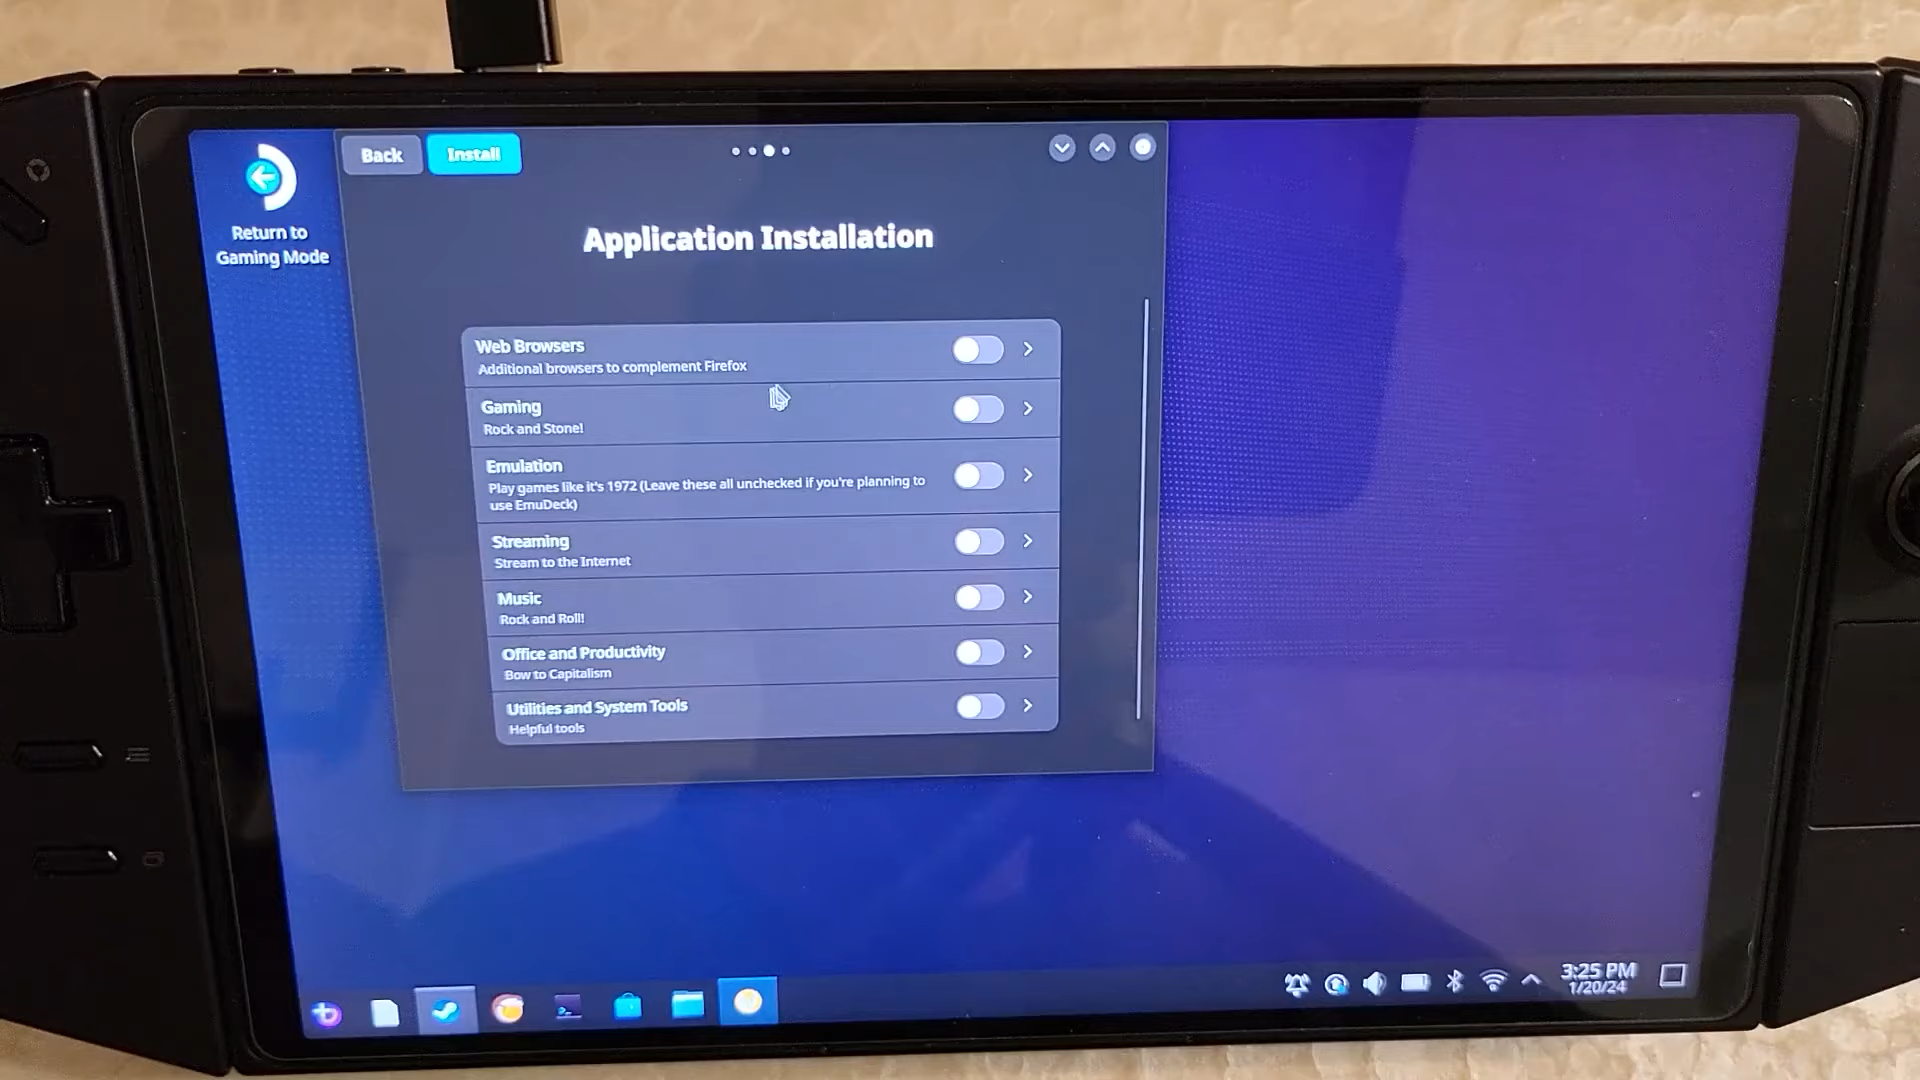 Back
Install
Return to
Gaming Mode
Application Installation
Web Browsers
Additional browsers to complement Firefox
Gaming
Rock and Stone!
Emulation
Play games like it's 1972 (Leave these all unchecked if you're planning to
use EmuDeck)
Streaming
Stream to the Internet
Music
Rock and Roll!
Office and Productivity
Bow to Capitalism
Utilities and System Tools
Helpful tools
3:25 PM
1/20/24